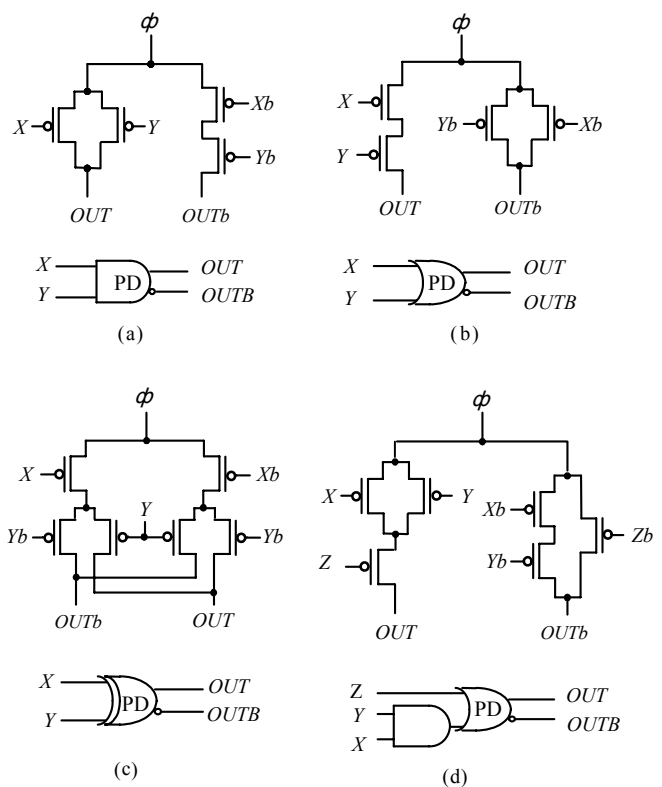 ф ф
X Y Xb Yb OUT OUTb
X Y Yb Xb OUT OUTb
X Y PD OUT OUTB
(a)
X Y PD OUT OUTB
(b)
ф ф
X Xb Yb Y Yb OUTb OUT
X Y Z Xb Yb Zb OUT OUTb
X Y PD OUT OUTB
(c)
Z Y X PD OUT OUTB
(d)